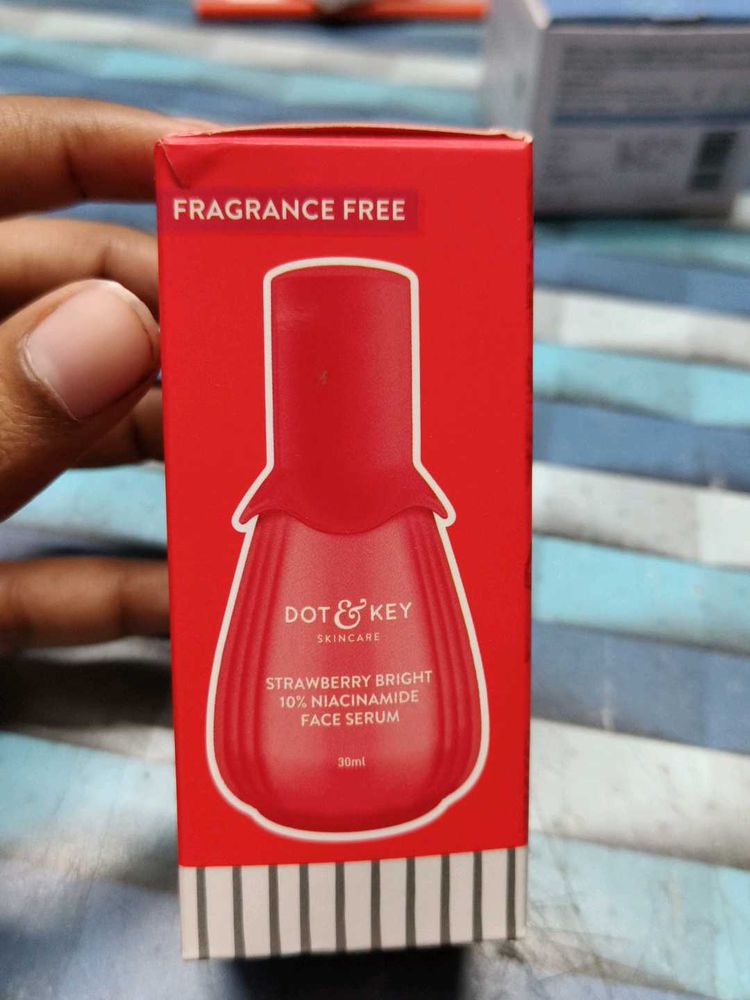 FRAGRANCE FREE
DOT & KEY
SKINCARE
STRAWBERRY BRIGHT
10% NIACINAMIDE
FACE SERUM
30ml